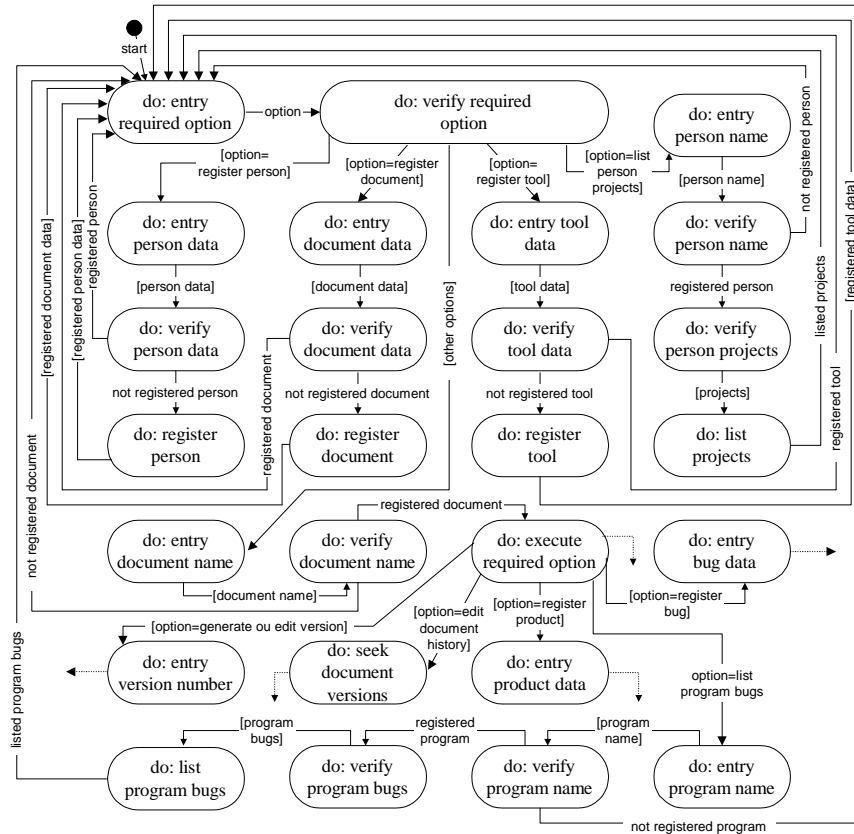 start
do: entry
required option
option
do: verify required
option
do: entry
person name
[option=
register person]
[option=register
document]
[option=
register tool]
[option=list
person
projects]
[person name]
not registered person
do: entry
person data
do: entry
document data
do: entry tool
data
do: verify
person name
[person data]
[document data]
[tool data]
registered person
[other options]
do: verify
person data
do: verify
document data
do: verify
tool data
do: verify
person projects
not registered person
not registered document
not registered tool
[projects]
do: register
person
do: register
document
do: register
tool
do: list
projects
registered person
[registered person data]
[registered document data]
registered document
not registered document
listed program bugs
listed projects
registered tool
[registered tool data]
registered document
do: entry
document name
do: verify
document name
do: execute
required option
do: entry
bug data
[document name]
[option=register
bug]
[option=generate ou edit version]
[option=edit
document
history]
[option=register
product]
do: entry
version number
do: seek
document
versions
do: entry
product data
option=list
program bugs
[program
bugs]
registered
program
[program
name]
do: list
program bugs
do: verify
program bugs
do: verify
program name
do: entry
program name
not registered program